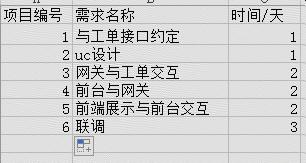 项目编号 需求名称 时间/天
1 与工单接口约定 1
2 uc设计 1
3 网关与工单交互 2
4 前台与网关 2
5 前端展示与前台交互 2
6 联调 3